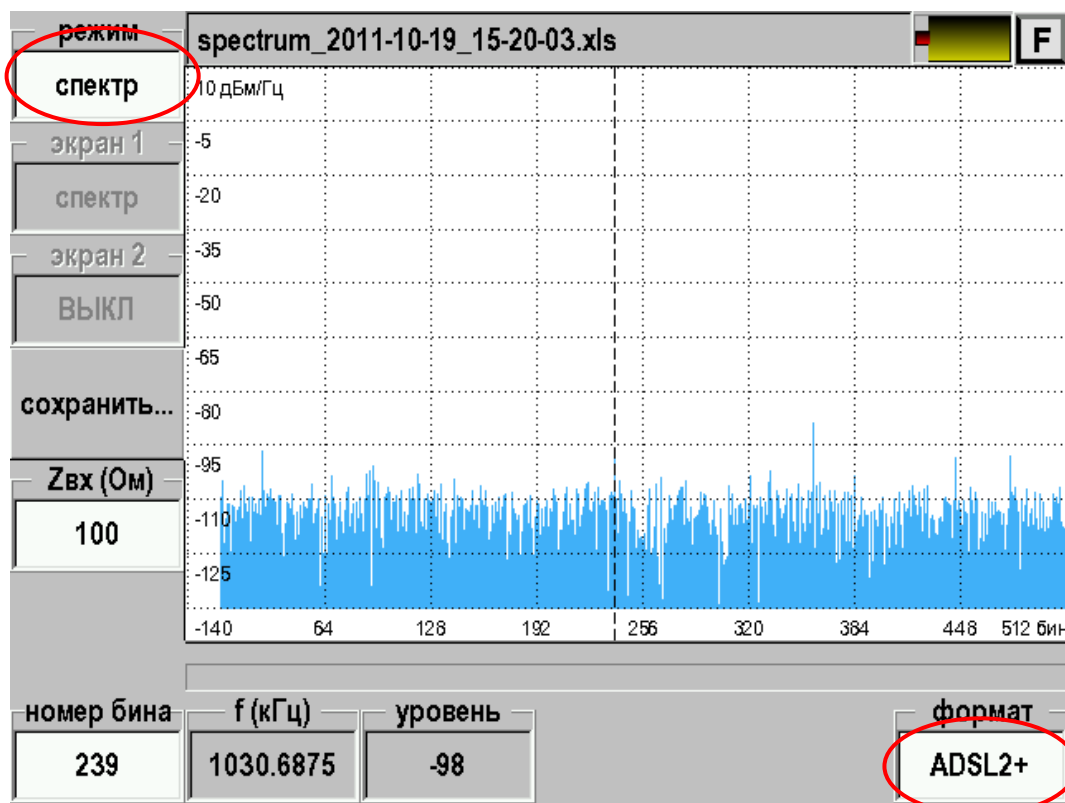 режим
спектр
экран 1
спектр
экран 2
ВЫКЛ
сохранить...
Zвх (Ом)
100
spectrum_2011-10-19_15-20-03.xls
F
10 дБм/Гц
-5
-20
-35
-50
-65
-80
-95
-110
-125
-140 64 128 192 256 320 384 448 512 бин
номер бина
239
f (кГц)
1030.6875
уровень
-98
формат
ADSL2+